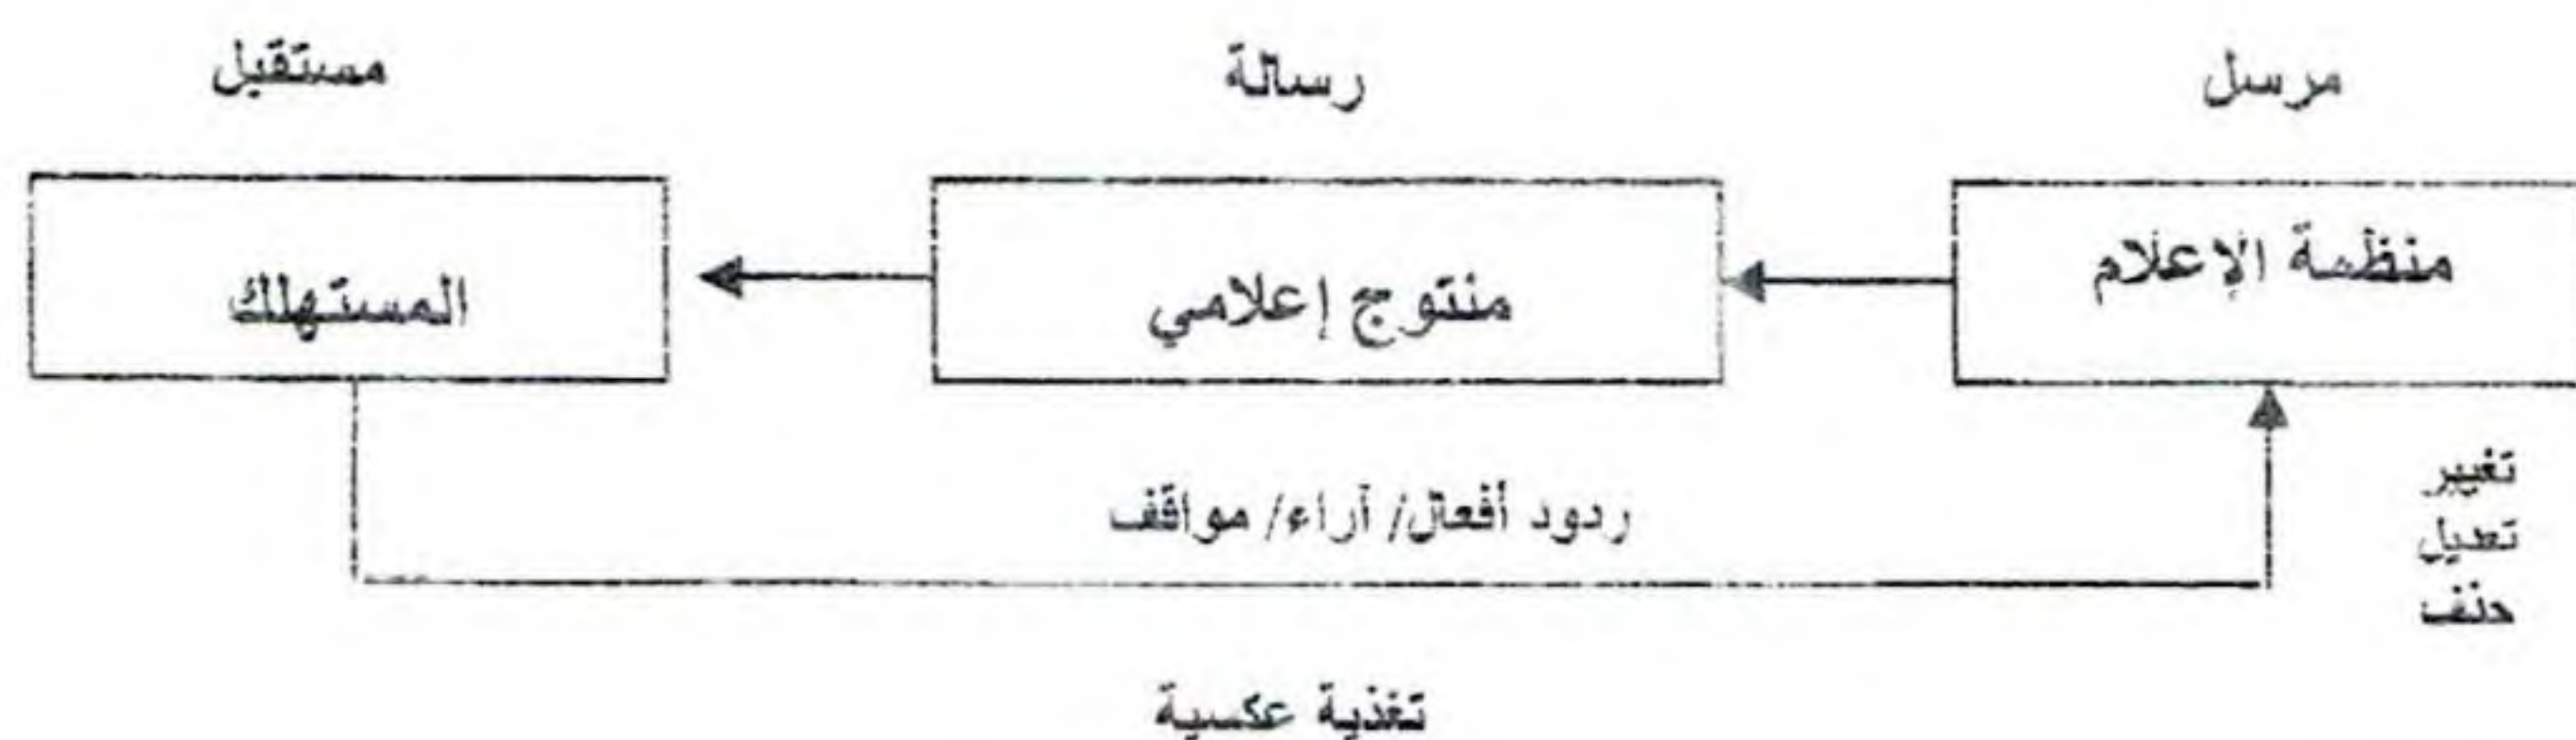 مرسل
رسالة
مستقبل
منظمة الإعلام
منتوج إعلامي
المستهلك
ردود أفعال/ آراء/ مواقف
تغيير
تعديل
حذف
تغذية عكسية